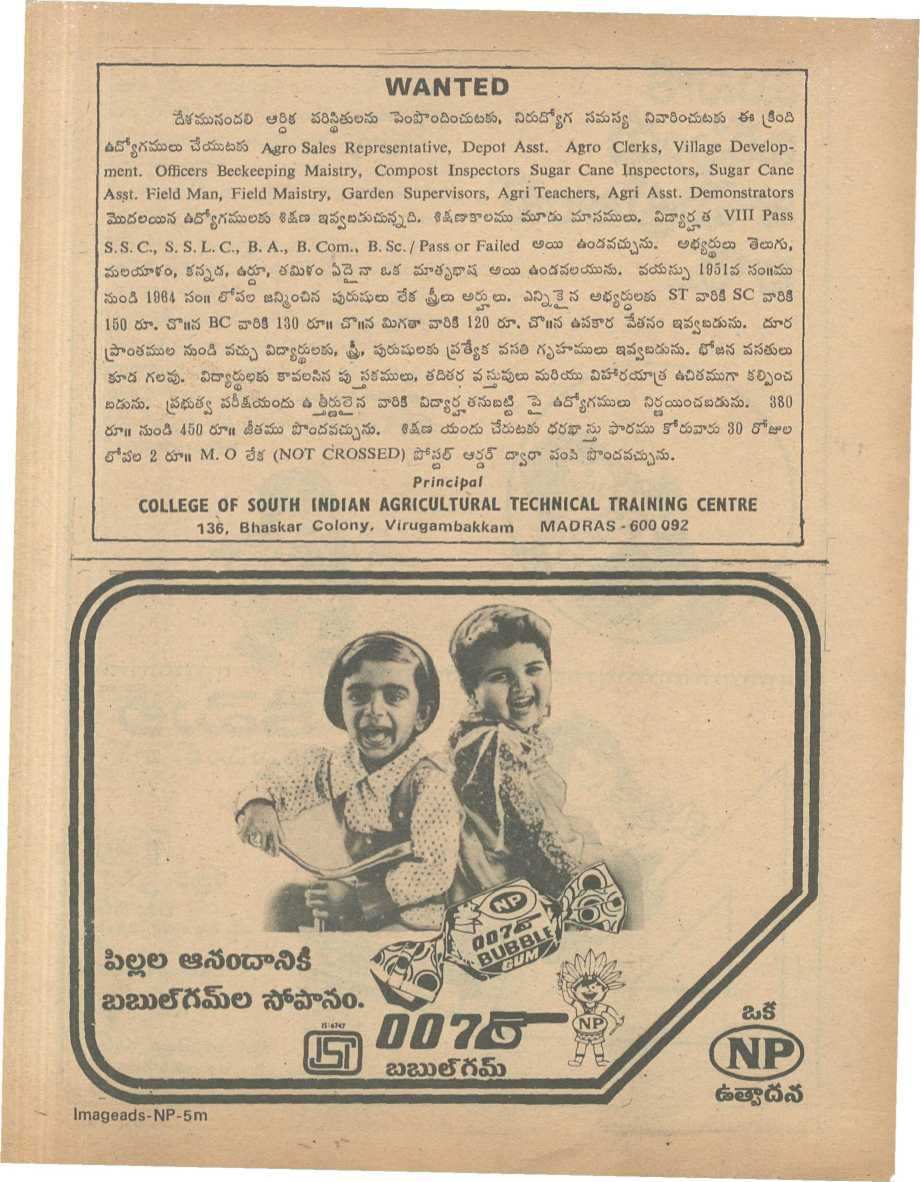 WANTED
దేశమునందలి ఆర్ధిక పరిస్థితులను పెంపొందించుటకు, నిరుద్యోగ సమస్య నివారించుటకు ఈ క్రింది
ఉద్యోగములు చేయుటకు Agro Sales Representative, Depot Asst. Agro Clerks, Village Develop-
ment. Officers Beekeeping Maistry, Compost Inspectors Sugar Cane Inspectors, Sugar Cane
Asst. Field Man, Field Maistry, Garden Supervisors, Agri Teachers, Agri Asst. Demonstrators
మొదలయిన ఉద్యోగములకు శిక్షణ ఇవ్వబడుచున్నది. శిక్షణాకాలము మూడు మాసములు. విద్యార్హత VIII Pass
S. S. C., S. S. L. C., B. A., B. Com., B. Sc. / Pass or Failed అయి ఉండవచ్చును. అభ్యర్థులు తెలుగు,
మలయాళం, కన్నడ, ఉర్దూ, తమిళం ఏదైనా ఒక మాతృభాష అయి ఉండవలయును. వయస్సు 1951వ సం॥ము
నుండి 1964 సం॥ లోపల జన్మించిన పురుషులు లేక స్త్రీలు అర్హులు. ఎన్నికైన అభ్యర్థులకు ST వారికి SC వారికి
150 రూ. చొ॥న BC వారికి 130 రూ॥ చొ॥న మిగతా వారికి 120 రూ. చొ॥న ఉపకార వేతనం ఇవ్వబడును. దూర
ప్రాంతముల నుండి వచ్చు విద్యార్థులకు, స్త్రీ, పురుషులకు ప్రత్యేక వసతి గృహములు ఇవ్వబడును. భోజన వసతులు
కూడ గలవు. విద్యార్థులకు కావలసిన పుస్తకములు, తదితర వస్తువులు మరియు విహారయాత్ర ఉచితముగా కల్పించ
బడును. ప్రభుత్వ పరీక్షయందు ఉత్తీర్ణులైన వారికి విద్యార్హతనుబట్టి పై ఉద్యోగములు నిర్ణయించబడును. 380
రూ॥ నుండి 450 రూ॥ జీతము పొందవచ్చును. శిక్షణ యందు చేరుటకు ధరఖాస్తు ఫారము కోరువారు 30 రోజుల
లోపల 2 రూ॥ M. O లేక (NOT CROSSED) పోస్టల్ ఆర్డర్ ద్వారా పంపి పొందవచ్చును.
Principal
COLLEGE OF SOUTH INDIAN AGRICULTURAL TECHNICAL TRAINING CENTRE
136, Bhaskar Colony, Virugambakkam MADRAS - 600 092
NP
007
BUBBLE
GUM
పిల్లల ఆనందానికి
బబుల్‌గమ్‌ల సోపానం.
IS:6747
ISI
007
బబుల్‌గమ్
NP
ఒక
NP
ఉత్పాదన
Imageads-NP-5m